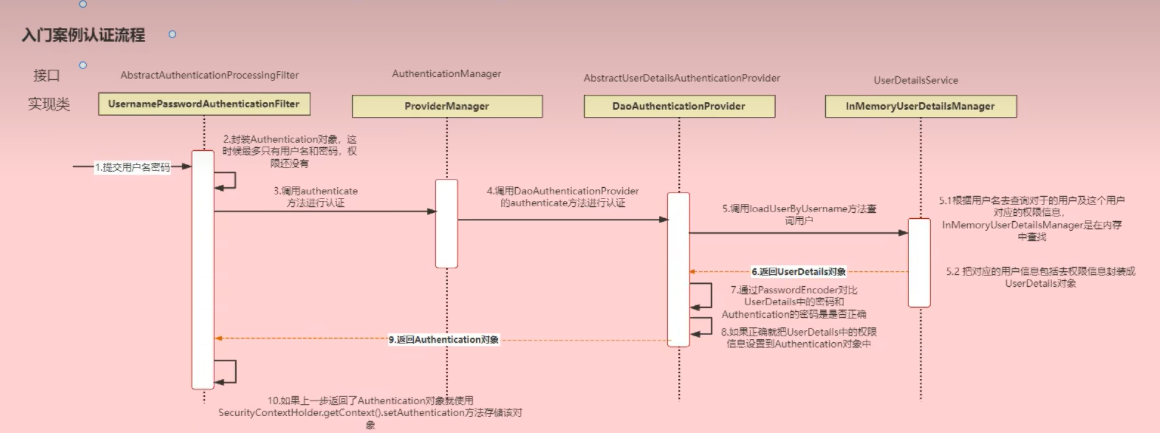 入门案例认证流程
接口
AbstractAuthenticationProcessingFilter
AuthenticationManager
AbstractUserDetailsAuthenticationProvider
UserDetailsService
实现类
UsernamePasswordAuthenticationFilter
ProviderManager
DaoAuthenticationProvider
InMemoryUserDetailsManager
1.提交用户名密码
2.封装Authentication对象，这
时候最多只有用户名和密码，权
限还没有
3.调用authenticate
方法进行认证
4.调用DaoAuthenticationProvider
的authenticate方法进行认证
5.调用loadUserByUsername方法查
询用户
5.1根据用户名去查询对于的用户及这个用户
对应的权限信息。
InMemoryUserDetailsManager是在内存
中查找
5.2 把对应的用户信息包括去权限信息封装成
UserDetails对象
6.返回UserDetails对象
7.通过PasswordEncoder对比
UserDetails中的密码和
Authentication的密码是是否正确
8.如果正确就把UserDetails中的权限
信息设置到Authentication对象中
9.返回Authentication对象
10.如果上一步返回了Authentication对象就使用
SecurityContextHolder.getContext().setAuthentication方法存储该对
象